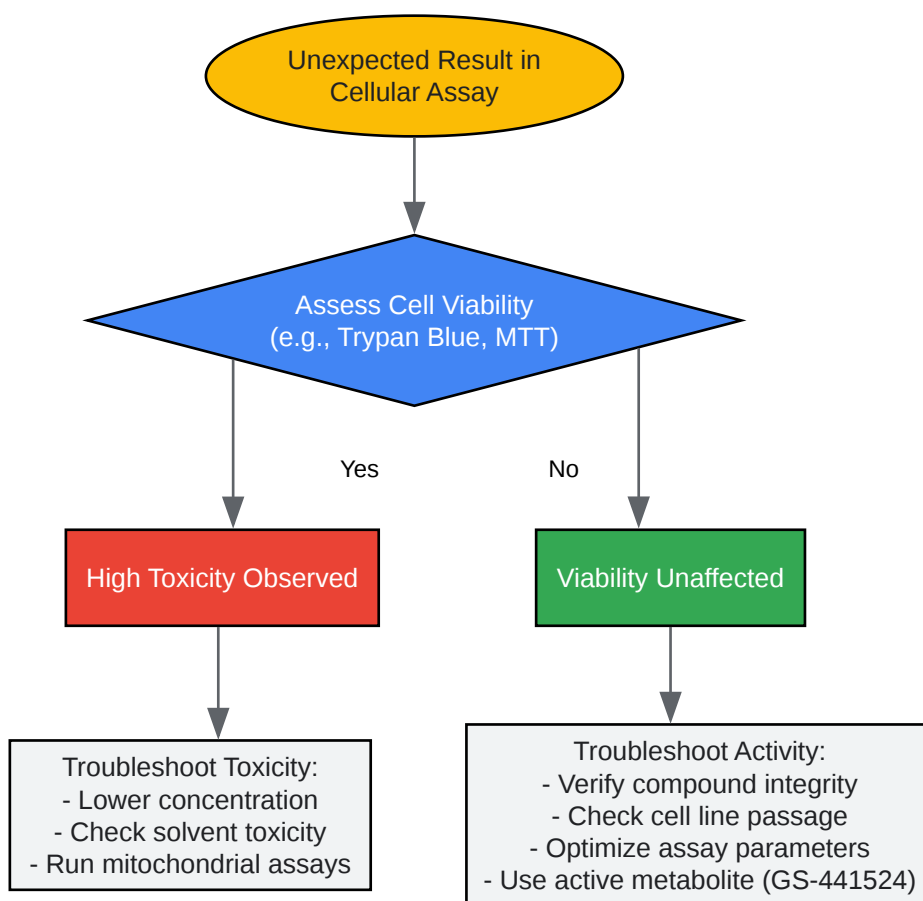 Unexpected Result in
Cellular Assay
Assess Cell Viability
(e.g., Trypan Blue, MTT)
Yes
No
High Toxicity Observed
Viability Unaffected
Troubleshoot Toxicity:
- Lower concentration
- Check solvent toxicity
- Run mitochondrial assays
Troubleshoot Activity:
- Verify compound integrity
- Check cell line passage
- Optimize assay parameters
- Use active metabolite (GS-441524)